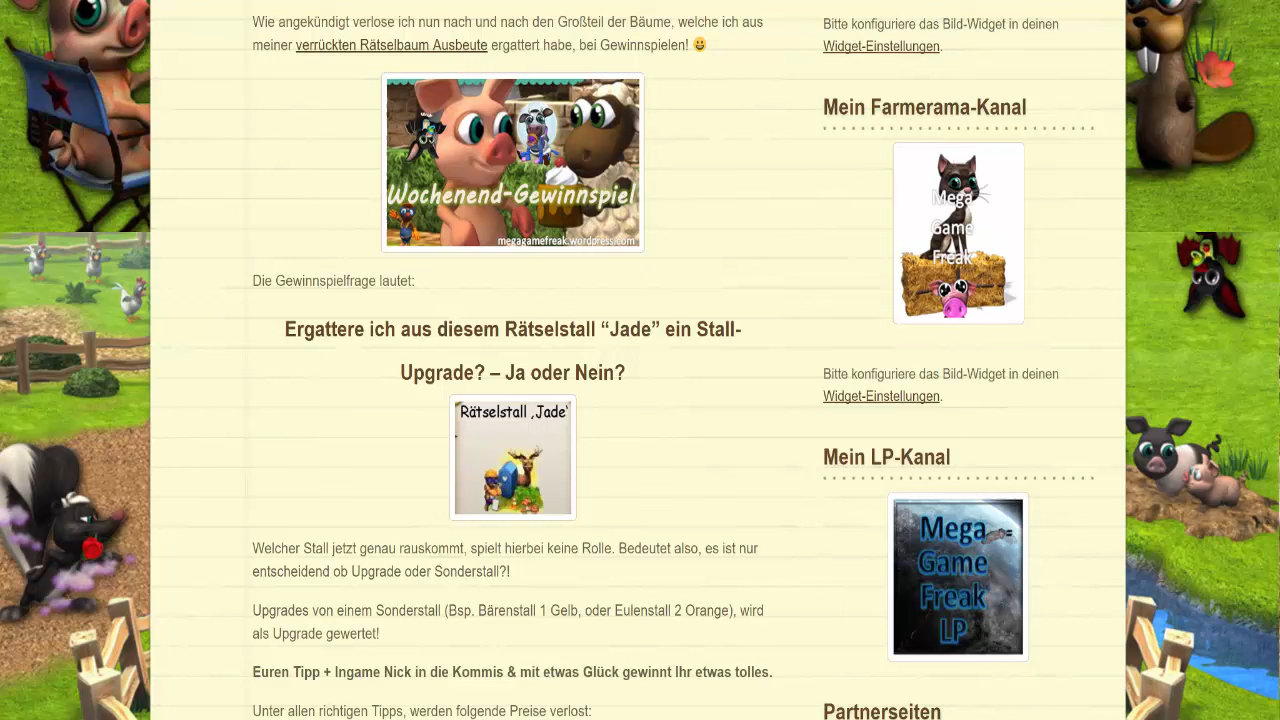 Wie angekündigt verlose ich nun nach und nach den Großteil der Bäume, welche ich aus
meiner verrückten Rätselbaum Ausbeute ergattert habe, bei Gewinnspielen! 😀
Wochenend-Gewinnspiel
megagamefreak.wordpress.com
Die Gewinnspielfrage lautet:
Ergattere ich aus diesem Rätselstall “Jade” ein Stall-
Upgrade? – Ja oder Nein?
Rätselstall ‚Jade‘
Welcher Stall jetzt genau rauskommt, spielt hierbei keine Rolle. Bedeutet also, es ist nur
entscheidend ob Upgrade oder Sonderstall?!
Upgrades von einem Sonderstall (Bsp. Bärenstall 1 Gelb, oder Eulenstall 2 Orange), wird
als Upgrade gewertet!
Euren Tipp + Ingame Nick in die Kommis & mit etwas Glück gewinnt Ihr etwas tolles.
Unter allen richtigen Tipps, werden folgende Preise verlost:
Bitte konfiguriere das Bild-Widget in deinen
Widget-Einstellungen.
Mein Farmerama-Kanal
Mega
Game
Freak
Bitte konfiguriere das Bild-Widget in deinen
Widget-Einstellungen.
Mein LP-Kanal
Mega
Game
Freak
LP
Partnerseiten